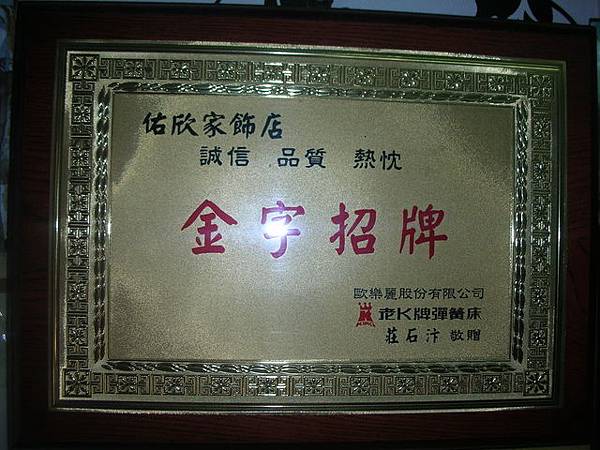 佑欣家飾店
誠信 品質 熱忱
金字招牌
歐樂麗股份有限公司
老K牌彈簧床
莊石汴 敬贈